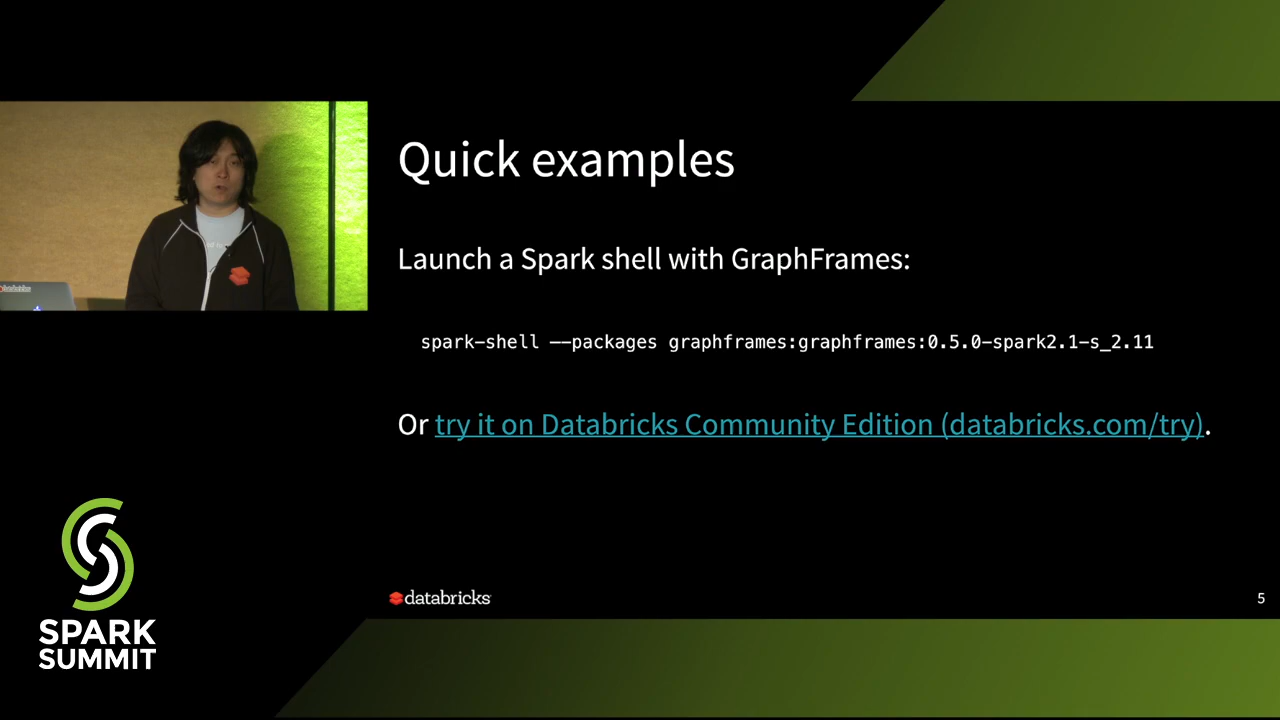 Quick examples
Launch a Spark shell with GraphFrames:
spark-shell —packages graphframes:graphframes:0.5.0-spark2.1-s_2.11
Or try it on Databricks Community Edition (databricks.com/try).
databricks
5
SPARK
SUMMIT